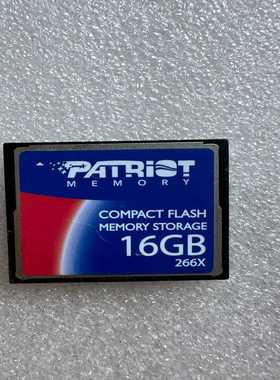 PATRIOT
MEMORY
COMPACT FLASH
MEMORY STORAGE
16GB
266X